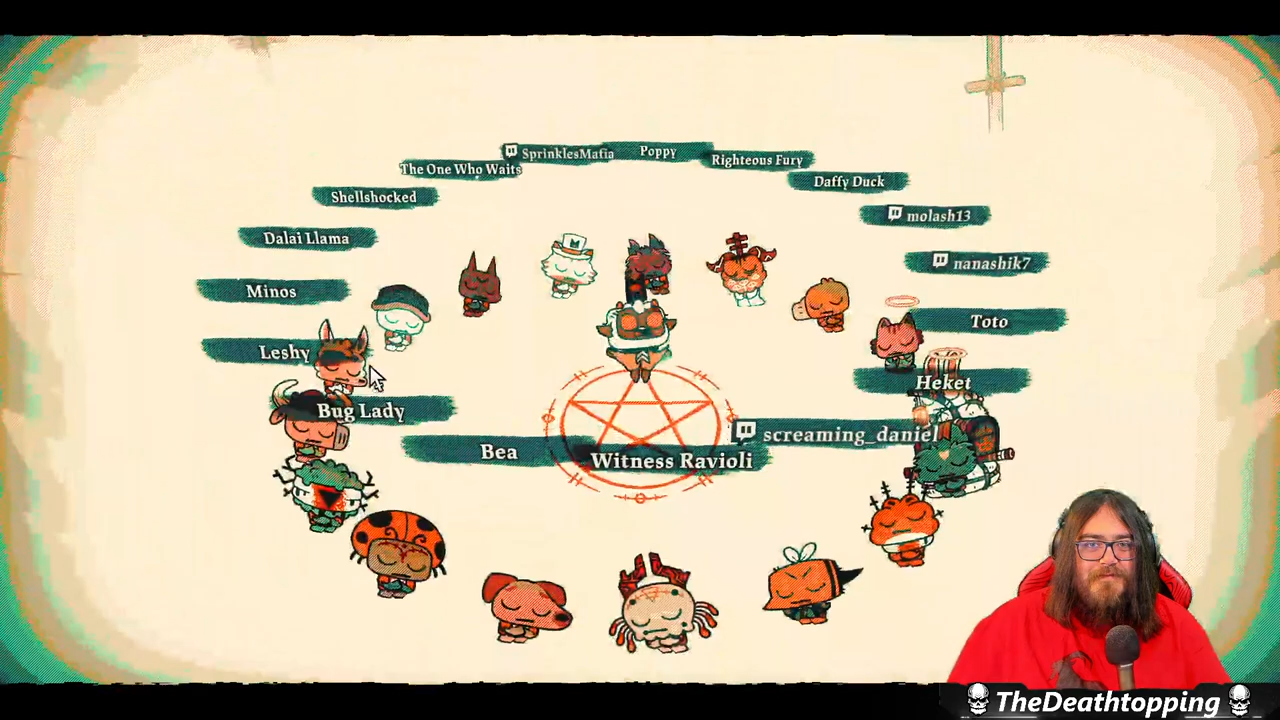 SprinklesMafia
Poppy
Righteous Fury
The One Who Waits
Daffy Duck
Shellshocked
molash13
Dalai Llama
nanashik7
Minos
Toto
Leshy
Heket
Bug Lady
screaming_daniel
Bea
Witness Ravioli
TheDeathtopping